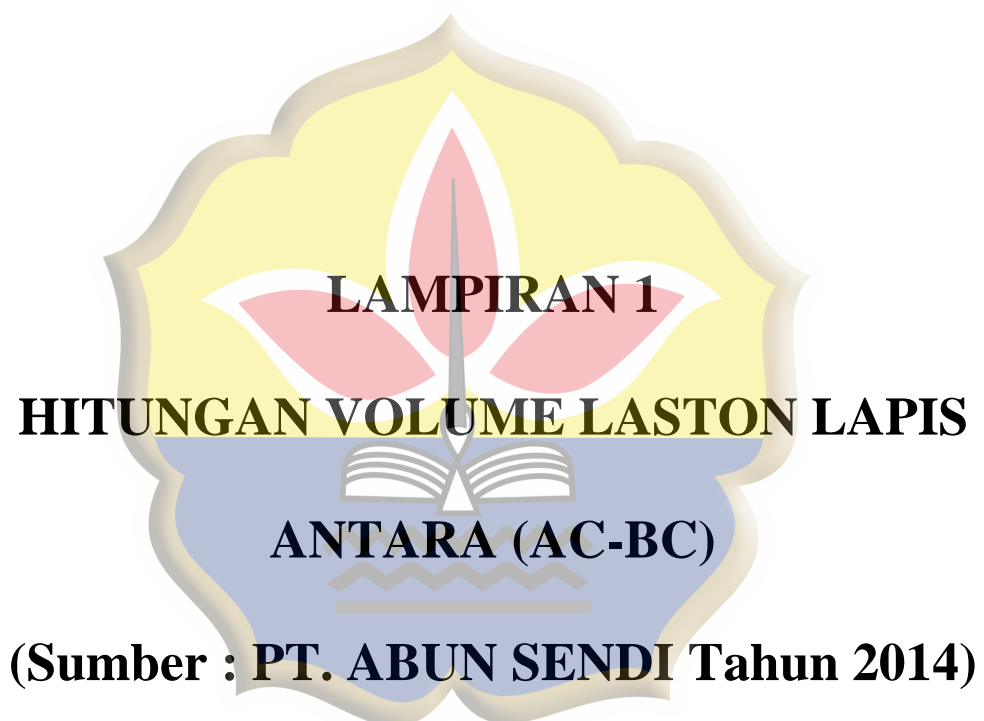 LAMPIRAN 1
HITUNGAN VOLUME LASTON LAPIS
ANTARA (AC-BC)
(Sumber : PT. ABUN SENDI Tahun 2014)